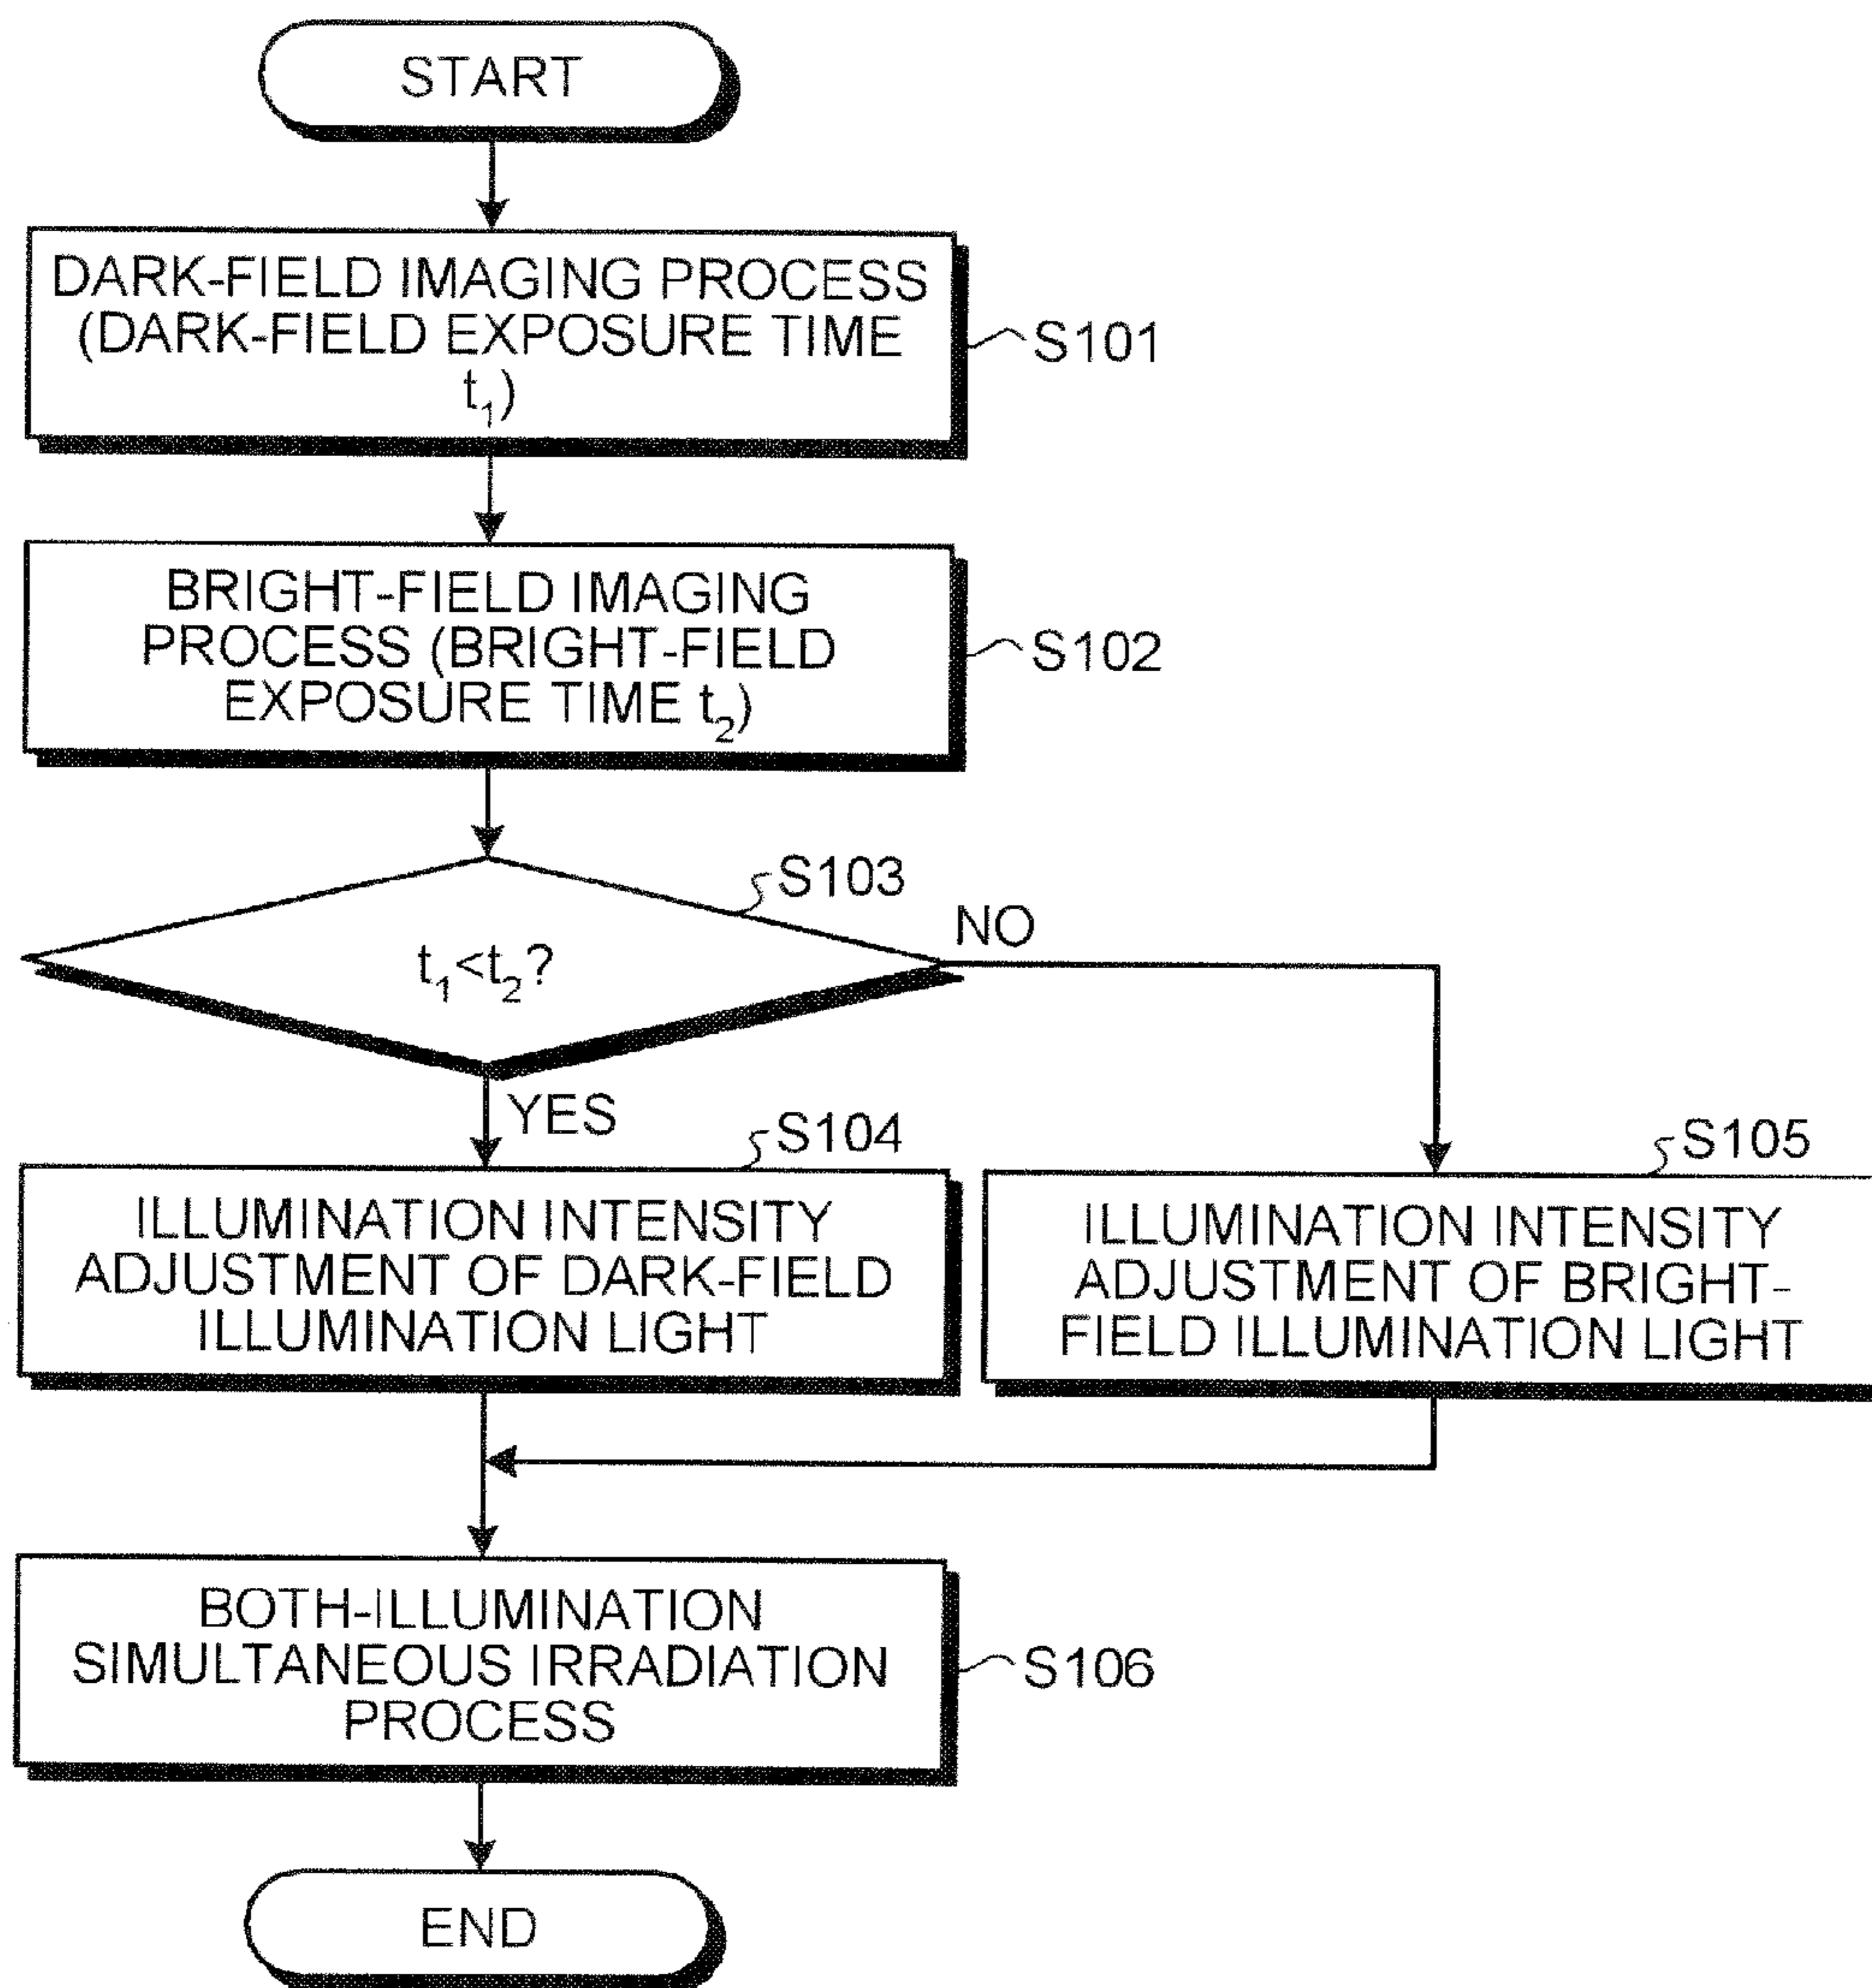 START
DARK-FIELD IMAGING PROCESS
(DARK-FIELD EXPOSURE TIME
t₁)
S101
BRIGHT-FIELD IMAGING
PROCESS (BRIGHT-FIELD
EXPOSURE TIME t₂)
S102
S103
t₁<t₂?
NO
YES
S104
ILLUMINATION INTENSITY
ADJUSTMENT OF DARK-FIELD
ILLUMINATION LIGHT
S105
ILLUMINATION INTENSITY
ADJUSTMENT OF BRIGHT-
FIELD ILLUMINATION LIGHT
BOTH-ILLUMINATION
SIMULTANEOUS IRRADIATION
PROCESS
S106
END